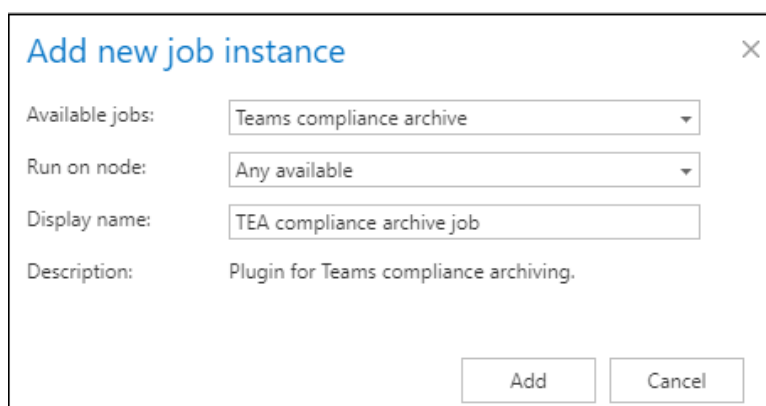 Add new job instance
Available jobs: Teams compliance archive
Run on node: Any available
Display name: TEA compliance archive job
Description: Plugin for Teams compliance archiving.
Add Cancel